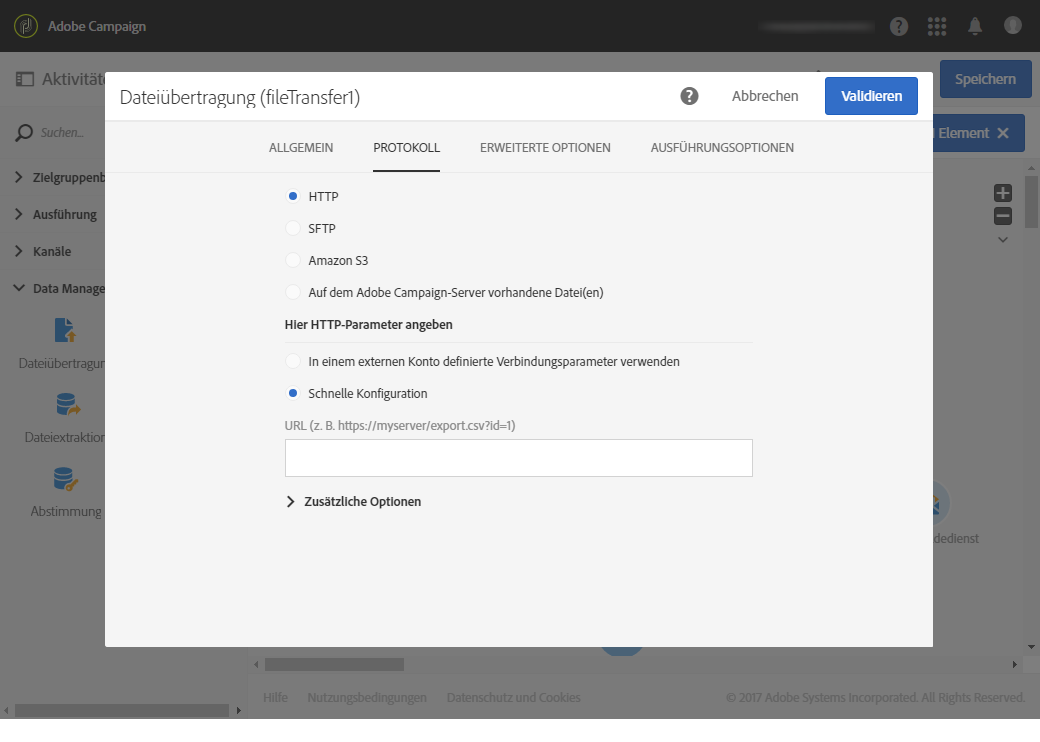 Adobe Campaign
Aktivitäte
Speichern
Dateiübertragung (fileTransfer1)
Abbrechen
Validieren
Suchen...
Element
ALLGEMEIN
PROTOKOLL
ERWEITERTE OPTIONEN
AUSFÜHRUNGSOPTIONEN
Zielgruppenb
Ausführung
Kanäle
Data Manage
Dateiübertragun
Dateiextraktion
Abstimmung
HTTP
SFTP
Amazon S3
Auf dem Adobe Campaign-Server vorhandene Datei(en)
Hier HTTP-Parameter angeben
In einem externen Konto definierte Verbindungsparameter verwenden
Schnelle Konfiguration
URL (z. B. https://myserver/export.csv?id=1)
Zusätzliche Optionen
dedienst
Hilfe Nutzungsbedingungen Datenschutz und Cookies
© 2017 Adobe Systems Incorporated. All Rights Reserved.